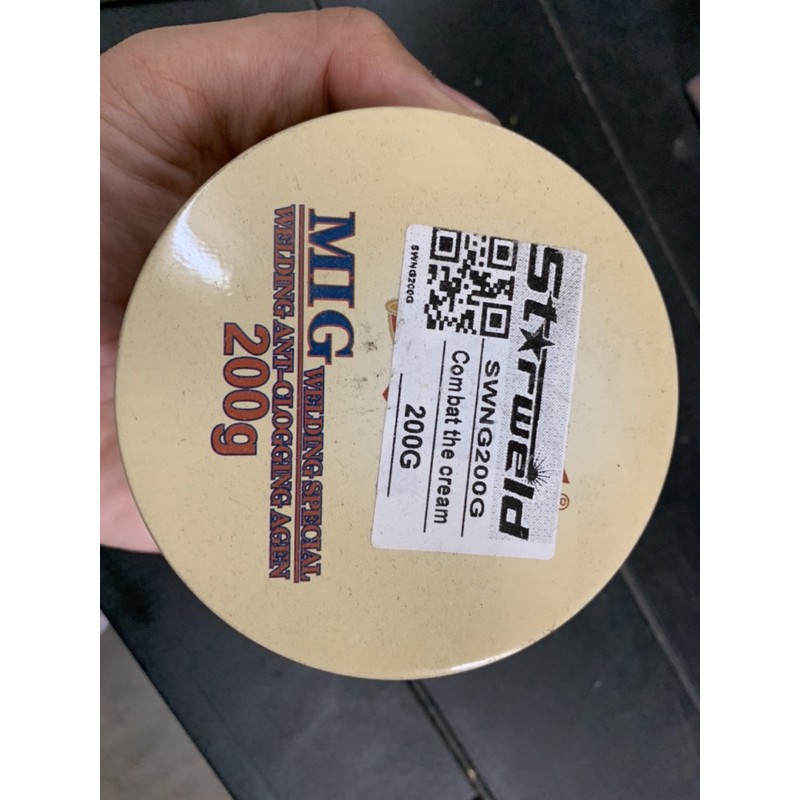 Starweld
SWNG200G
Combat the cream
200G
SWNG200G
®
MIG WELDING SPECIAL
WELDING ANTI-CLOGGING AGEN
200g